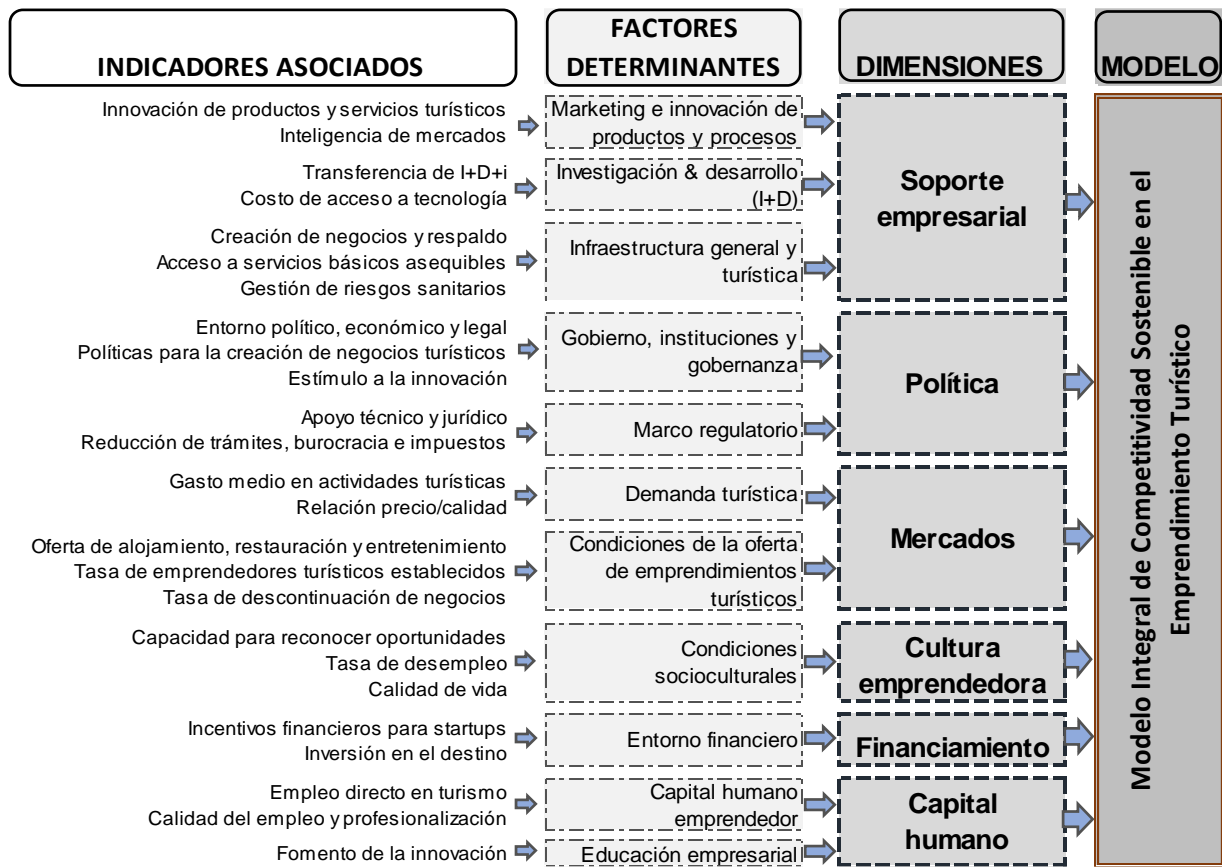 INDICADORES ASOCIADOS
FACTORES
DETERMINANTES
DIMENSIONES
MODELO
Innovación de productos y servicios turísticos
Inteligencia de mercados
Marketing e innovación de
productos y procesos
Transferencia de I+D+i
Costo de acceso a tecnología
Investigación & desarrollo
(I+D)
Creación de negocios y respaldo
Acceso a servicios básicos asequibles
Gestión de riesgos sanitarios
Infraestructura general y
turística
Soporte
empresarial
Entorno político, económico y legal
Políticas para la creación de negocios turísticos
Estímulo a la innovación
Gobierno, instituciones y
gobernanza
Apoyo técnico y jurídico
Reducción de trámites, burocracia e impuestos
Marco regulatorio
Política
Gasto medio en actividades turísticas
Relación precio/calidad
Demanda turística
Oferta de alojamiento, restauración y entretenimiento
Tasa de emprendedores turísticos establecidos
Tasa de descontinuación de negocios
Condiciones de la oferta
de emprendimientos
turísticos
Mercados
Capacidad para reconocer oportunidades
Tasa de desempleo
Calidad de vida
Condiciones
socioculturales
Cultura
emprendedora
Incentivos financieros para startups
Inversión en el destino
Entorno financiero
Financiamiento
Empleo directo en turismo
Calidad del empleo y profesionalización
Capital humano
emprendedor
Fomento de la innovación
Educación empresarial
Capital
humano
Modelo Integral de Competitividad Sostenible en el
Emprendimiento Turístico